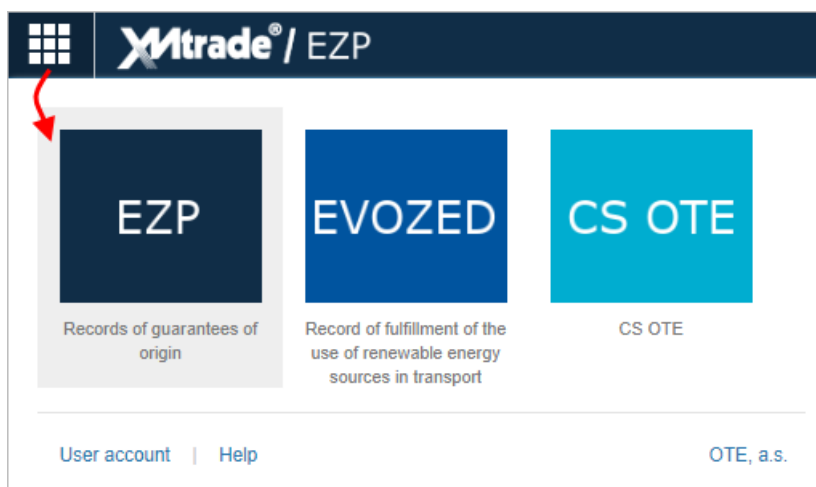 XMtrade®/ EZP
EZP
EVOZED
CS OTE
Records of guarantees of
origin
Record of fulfillment of the
use of renewable energy
sources in transport
CS OTE
User account | Help
OTE, a.s.